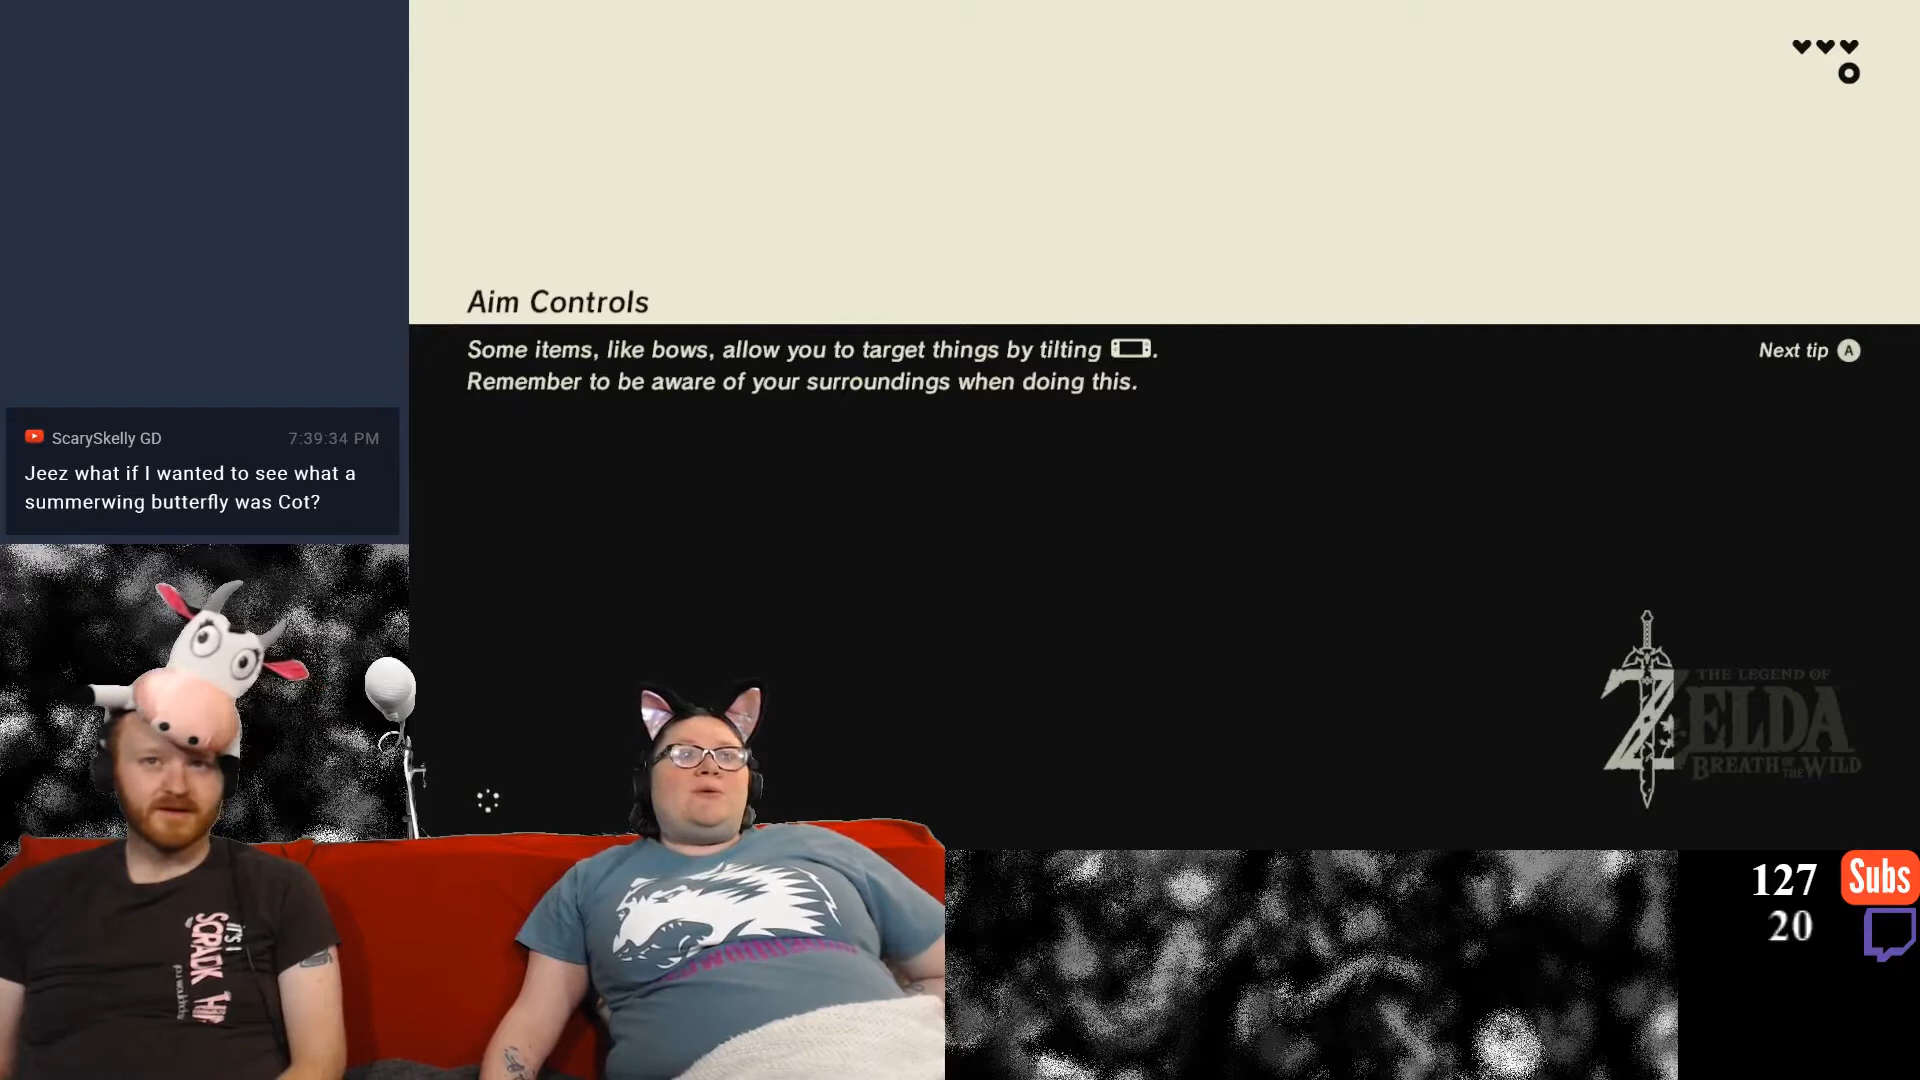 Aim Controls
Some items, like bows, allow you to target things by tilting
Remember to be aware of your surroundings when doing this.
Next tip A
ScarySkelly GD 7:39:34 PM
Jeez what if I wanted to see what a
summerwing butterfly was Cot?
THE LEGEND OF
ZELDA
BREATH OF THE WILD
IT'S I
SCRADK
127 Subs
20